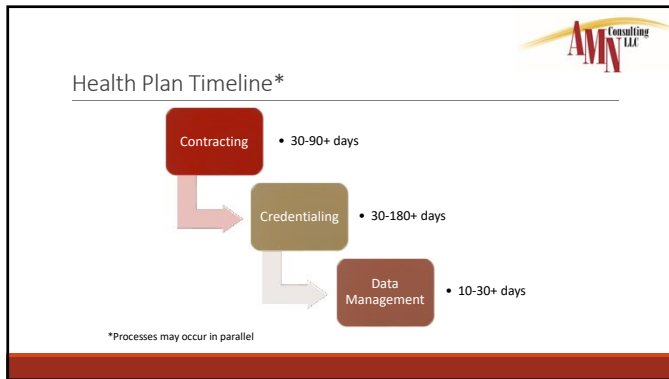 AMN Consulting
LLC
Health Plan Timeline*
Contracting
• 30-90+ days
Credentialing
• 30-180+ days
Data
Management
• 10-30+ days
*Processes may occur in parallel